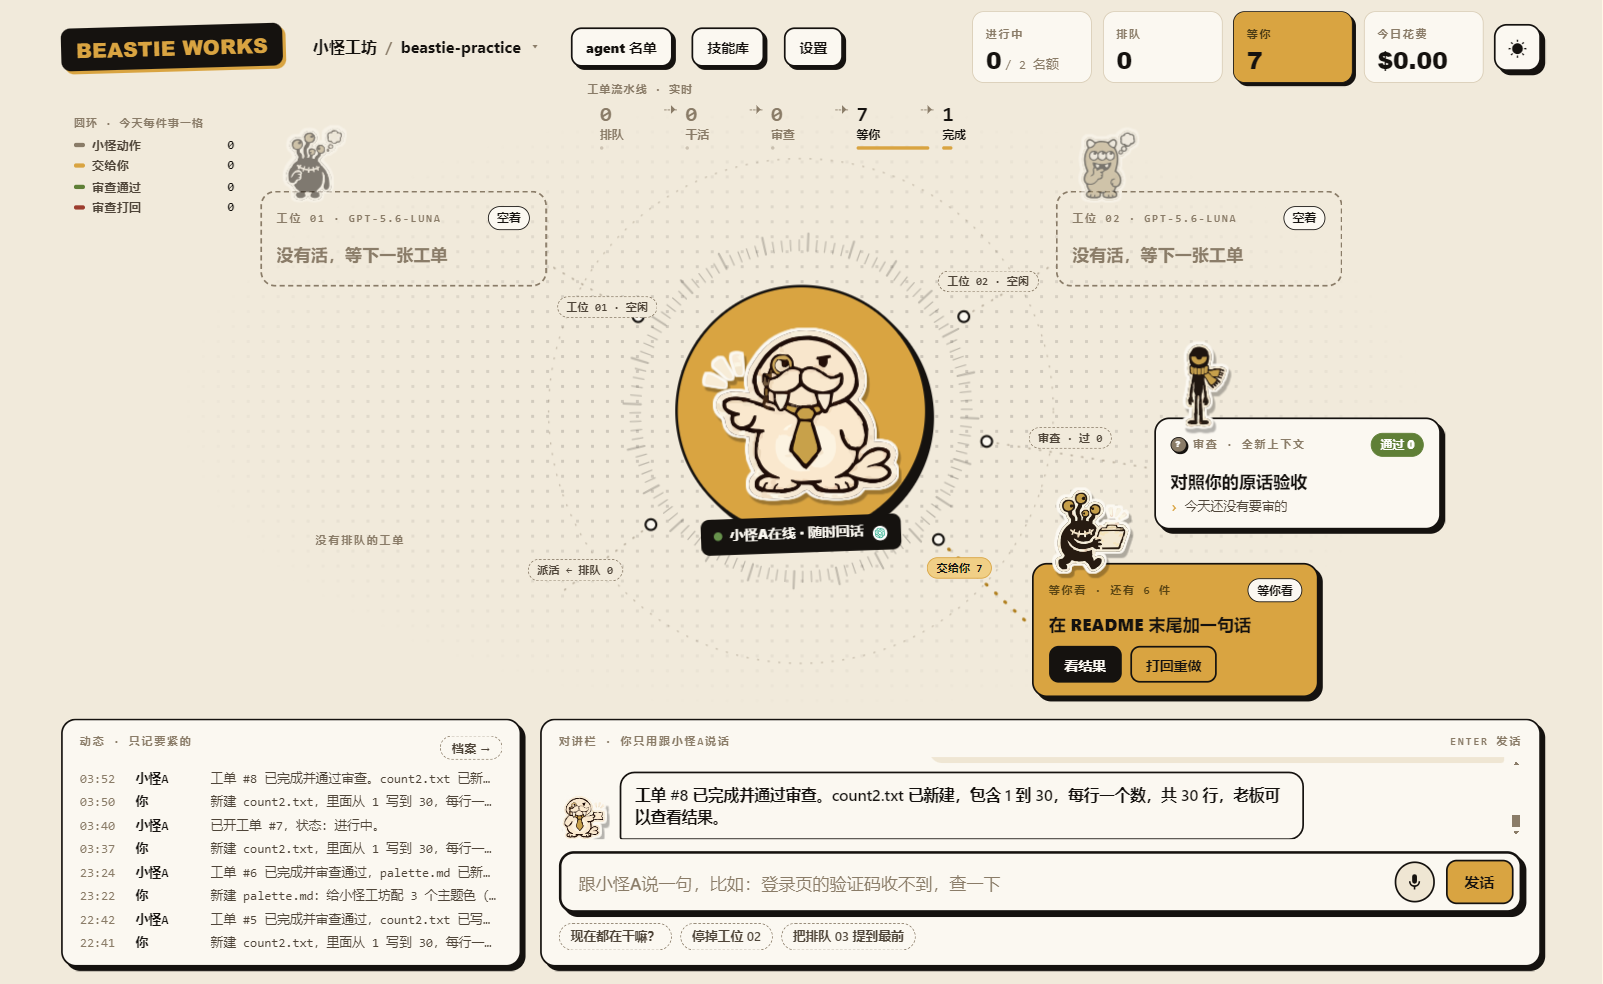 BEASTIE WORKS
小怪工坊 / beastie-practice
agent 名单
技能库
设置
进行中
0 / 2 名额
排队
0
等你
7
今日花费
$0.00
工单流水线 · 实时
0
排队
0
干活
0
审查
7
等你
1
完成
圆环 · 今天每件事一格
小怪动作 0
交给你 0
审查通过 0
审查打回 0
工位 01 · GPT-5.6-LUNA
空着
没有活，等下一张工单
工位 02 · GPT-5.6-LUNA
空着
没有活，等下一张工单
工位 01 · 空闲
工位 02 · 空闲
审查 · 过 0
? 审查 · 全新上下文
通过 0
对照你的原话验收
› 今天还没有要审的
小怪A在线 · 随时回话
没有排队的工单
派活 ← 排队 0
交给你 7
等你看 · 还有 6 件
等你看
在 README 末尾加一句话
看结果
打回重做
动态 · 只记要紧的
档案 →
03:52 小怪A 工单 #8 已完成并通过审查。count2.txt 已新…
03:50 你 新建 count2.txt，里面从 1 写到 30，每行一…
03:40 小怪A 已开工单 #7，状态：进行中。
03:37 你 新建 count2.txt，里面从 1 写到 30，每行一…
23:24 小怪A 工单 #6 已完成并审查通过，palette.md 已新…
23:22 你 新建 palette.md：给小怪工坊配 3 个主题色（…
22:42 小怪A 工单 #5 已完成并审查通过，count2.txt 已写…
22:41 你 新建 count2.txt，里面从 1 写到 30，每行一…
对讲栏 · 你只用跟小怪A说话
ENTER 发话
工单 #8 已完成并通过审查。count2.txt 已新建，包含 1 到 30，每行一个数，共 30 行，老板可
以查看结果。
跟小怪A说一句，比如：登录页的验证码收不到，查一下
发话
现在都在干嘛？
停掉工位 02
把排队 03 提到最前